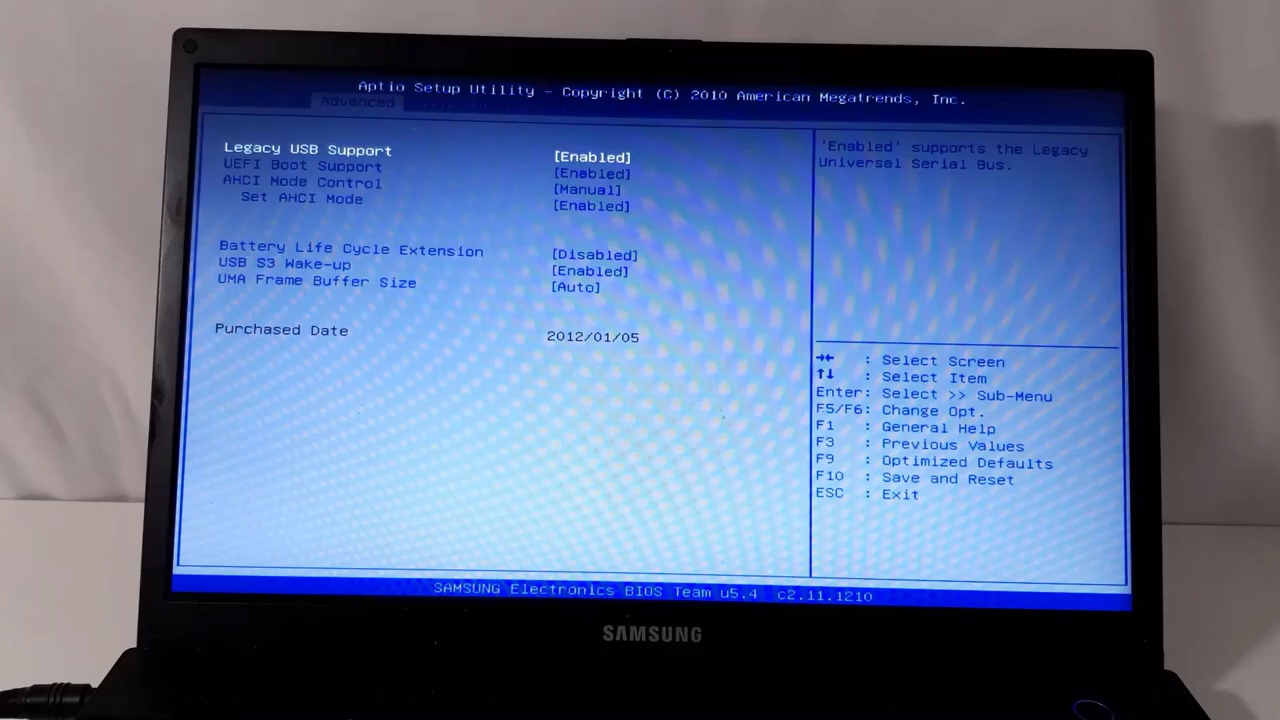 Aptio Setup Utility - Copyright (C) 2010 American Megatrends, Inc.
Advanced
Legacy USB Support [Enabled]
UEFI Boot Support [Enabled]
AHCI Mode Control [Manual]
Set AHCI Mode [Enabled]
Battery Life Cycle Extension [Disabled]
USB S3 Wake-up [Enabled]
UMA Frame Buffer Size [Auto]
Purchased Date 2012/01/05
'Enabled' supports the Legacy
Universal Serial Bus.
→← : Select Screen
↑↓ : Select Item
Enter: Select >> Sub-Menu
F5/F6: Change Opt.
F1 : General Help
F3 : Previous Values
F9 : Optimized Defaults
F10 : Save and Reset
ESC : Exit
SAMSUNG Electronics BIOS Team u5.4 c2.11.1210
SAMSUNG